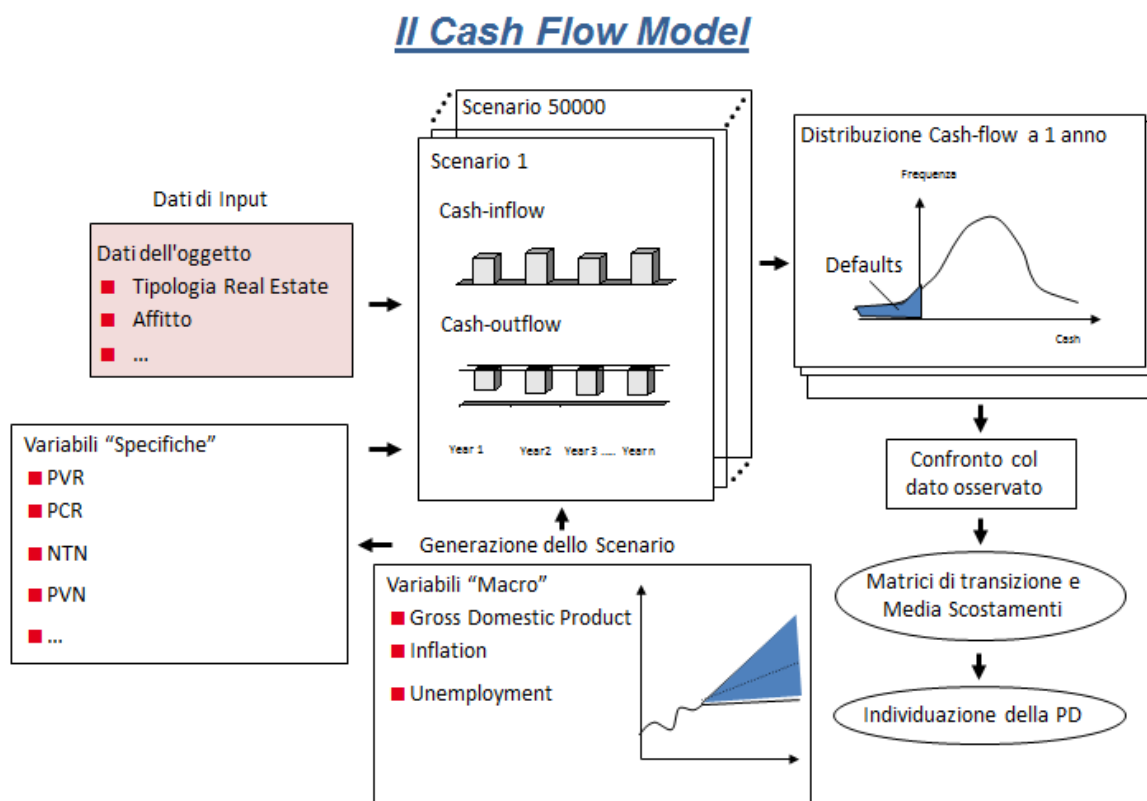 Il Cash Flow Model
Dati di Input
Dati dell'oggetto
Tipologia Real Estate
Affitto
...
Variabili “Specifiche”
PVR
PCR
NTN
PVN
...
Scenario 50000
Scenario 1
Cash-inflow
Cash-outflow
Year 1 Year2 Year3 ..... Yearn
Generazione dello Scenario
Variabili “Macro”
Gross Domestic Product
Inflation
Unemployment
Distribuzione Cash-flow a 1 anno
Frequenza
Defaults
Cash
Confronto col
dato osservato
Matrici di transizione e
Media Scostamenti
Individuazione della PD